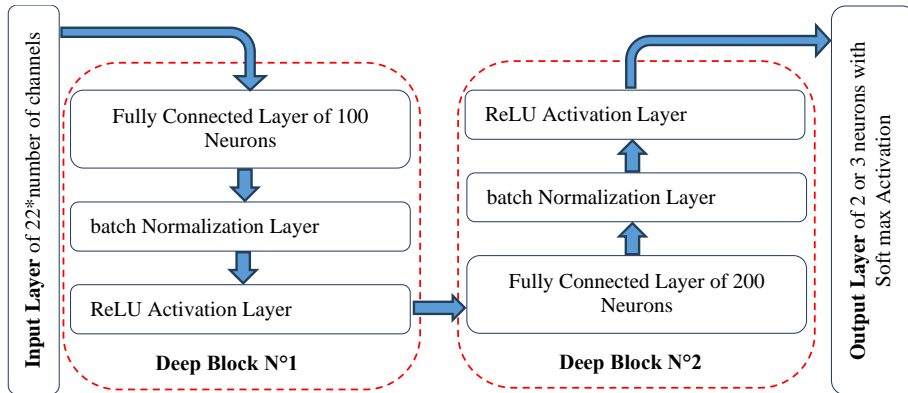 Input Layer of 22*number of channels
Fully Connected Layer of 100
Neurons
batch Normalization Layer
ReLU Activation Layer
Deep Block N°1
ReLU Activation Layer
batch Normalization Layer
Fully Connected Layer of 200
Neurons
Deep Block N°2
Output Layer of 2 or 3 neurons with
Soft max Activation